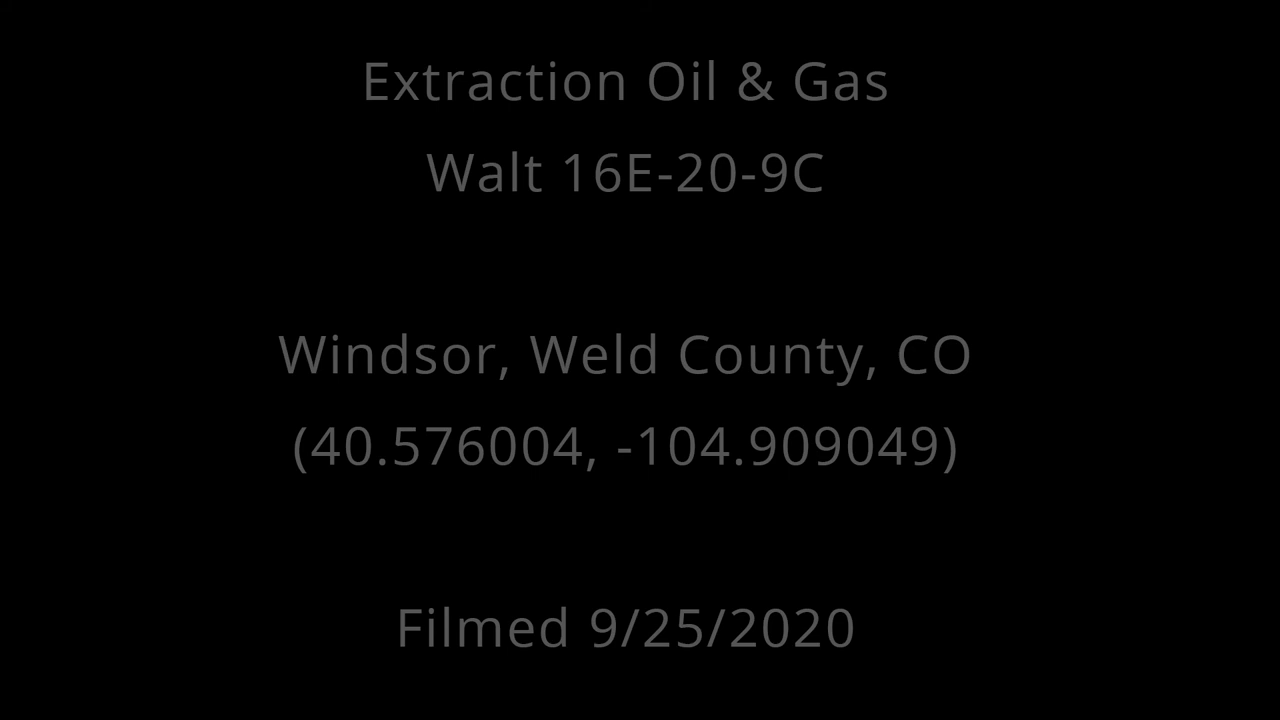 Extraction Oil & Gas
Walt 16E-20-9C
Windsor, Weld County, CO
(40.576004, -104.909049)
Filmed 9/25/2020